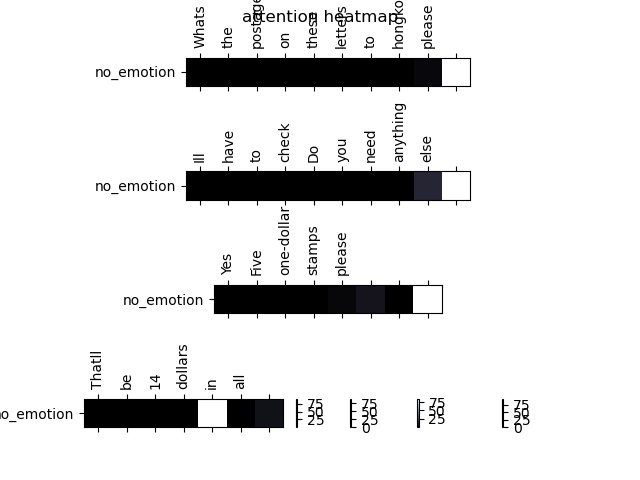 attention heatmap
Whats the postage on these letters to hongko please
no_emotion
Ill have to check Do you need anything else
no_emotion
Yes Five one-dollar stamps please
no_emotion
Thatll be 14 dollars in all
no_emotion
75 75 75 75
50 50 50 50
25 25 25 25
0 0